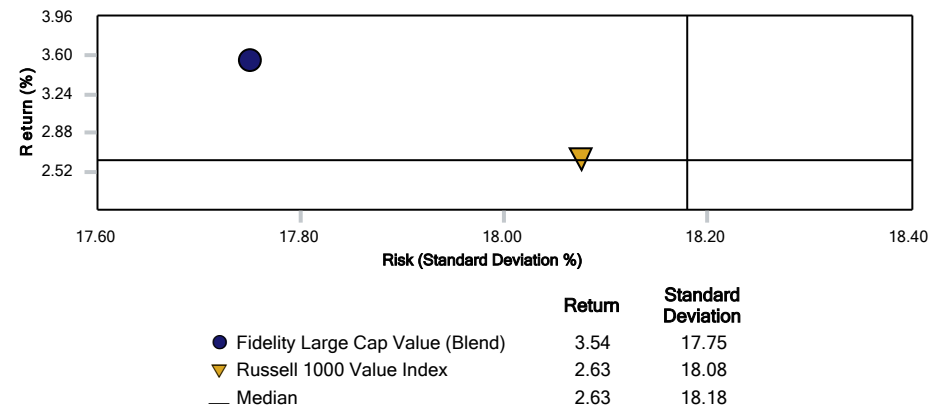 3.96
3.60
3.24
2.88
2.52
Return (%)
17.60 17.80 18.00 18.20 18.40
Risk (Standard Deviation %)
Return Standard Deviation
Fidelity Large Cap Value (Blend) 3.54 17.75
Russell 1000 Value Index 2.63 18.08
Median 2.63 18.18